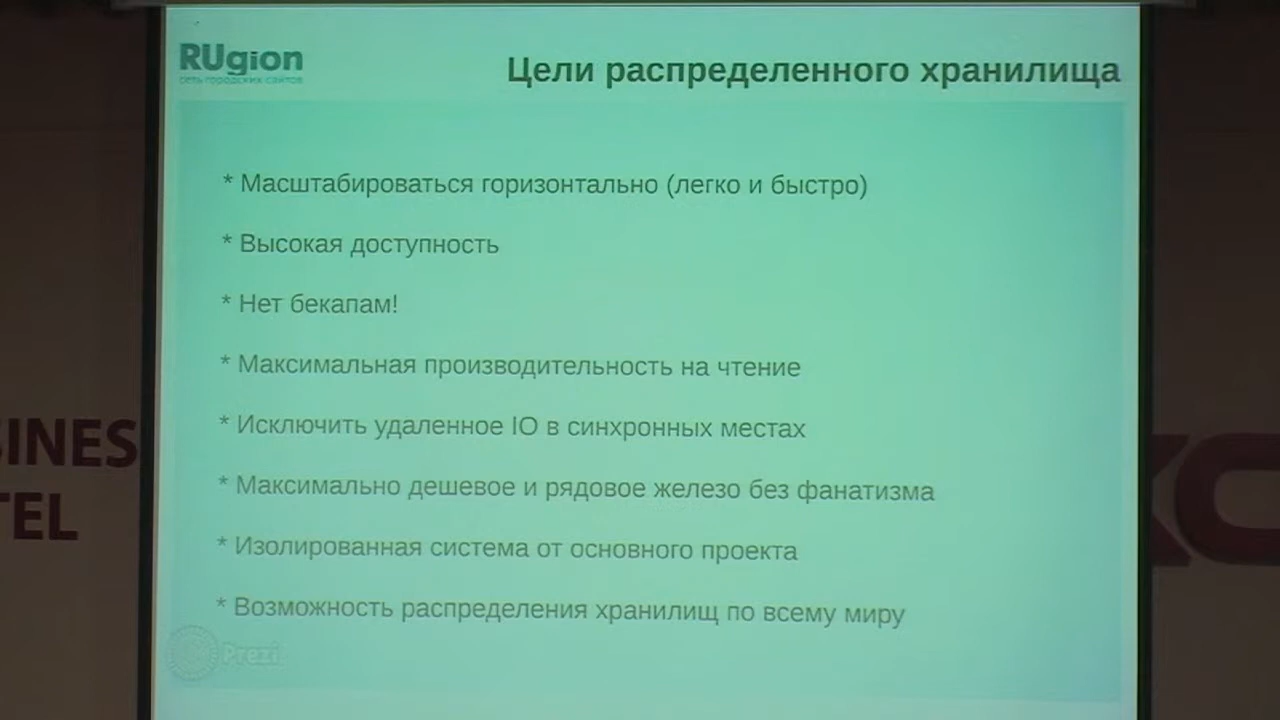 RUgion
сеть городских сайтов
Цели распределенного хранилища
* Масштабироваться горизонтально (легко и быстро)
* Высокая доступность
* Нет бекапам!
* Максимальная производительность на чтение
* Исключить удаленное IO в синхронных местах
* Максимально дешевое и рядовое железо без фанатизма
* Изолированная система от основного проекта
* Возможность распределения хранилищ по всему миру
Prezi
SINES
TEL